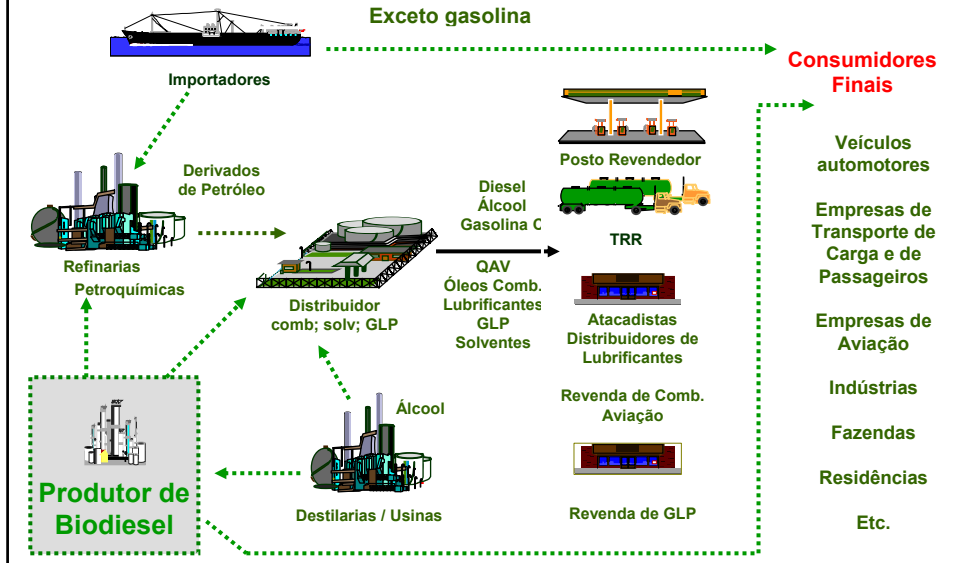 Exceto gasolina
Importadores
Consumidores
Finais
Derivados
de Petróleo
Refinarias
Petroquímicas
Distribuidor
comb; solv; GLP
Diesel
Álcool
Gasolina C
QAV
Óleos Comb.
Lubrificantes
GLP
Solventes
Posto Revendedor
TRR
Atacadistas
Distribuidores de
Lubrificantes
Revenda de Comb.
Aviação
Revenda de GLP
Veículos
automotores
Empresas de
Transporte de
Carga e de
Passageiros
Empresas de
Aviação
Indústrias
Fazendas
Residências
Etc.
Álcool
Destilarias / Usinas
Produtor de
Biodiesel